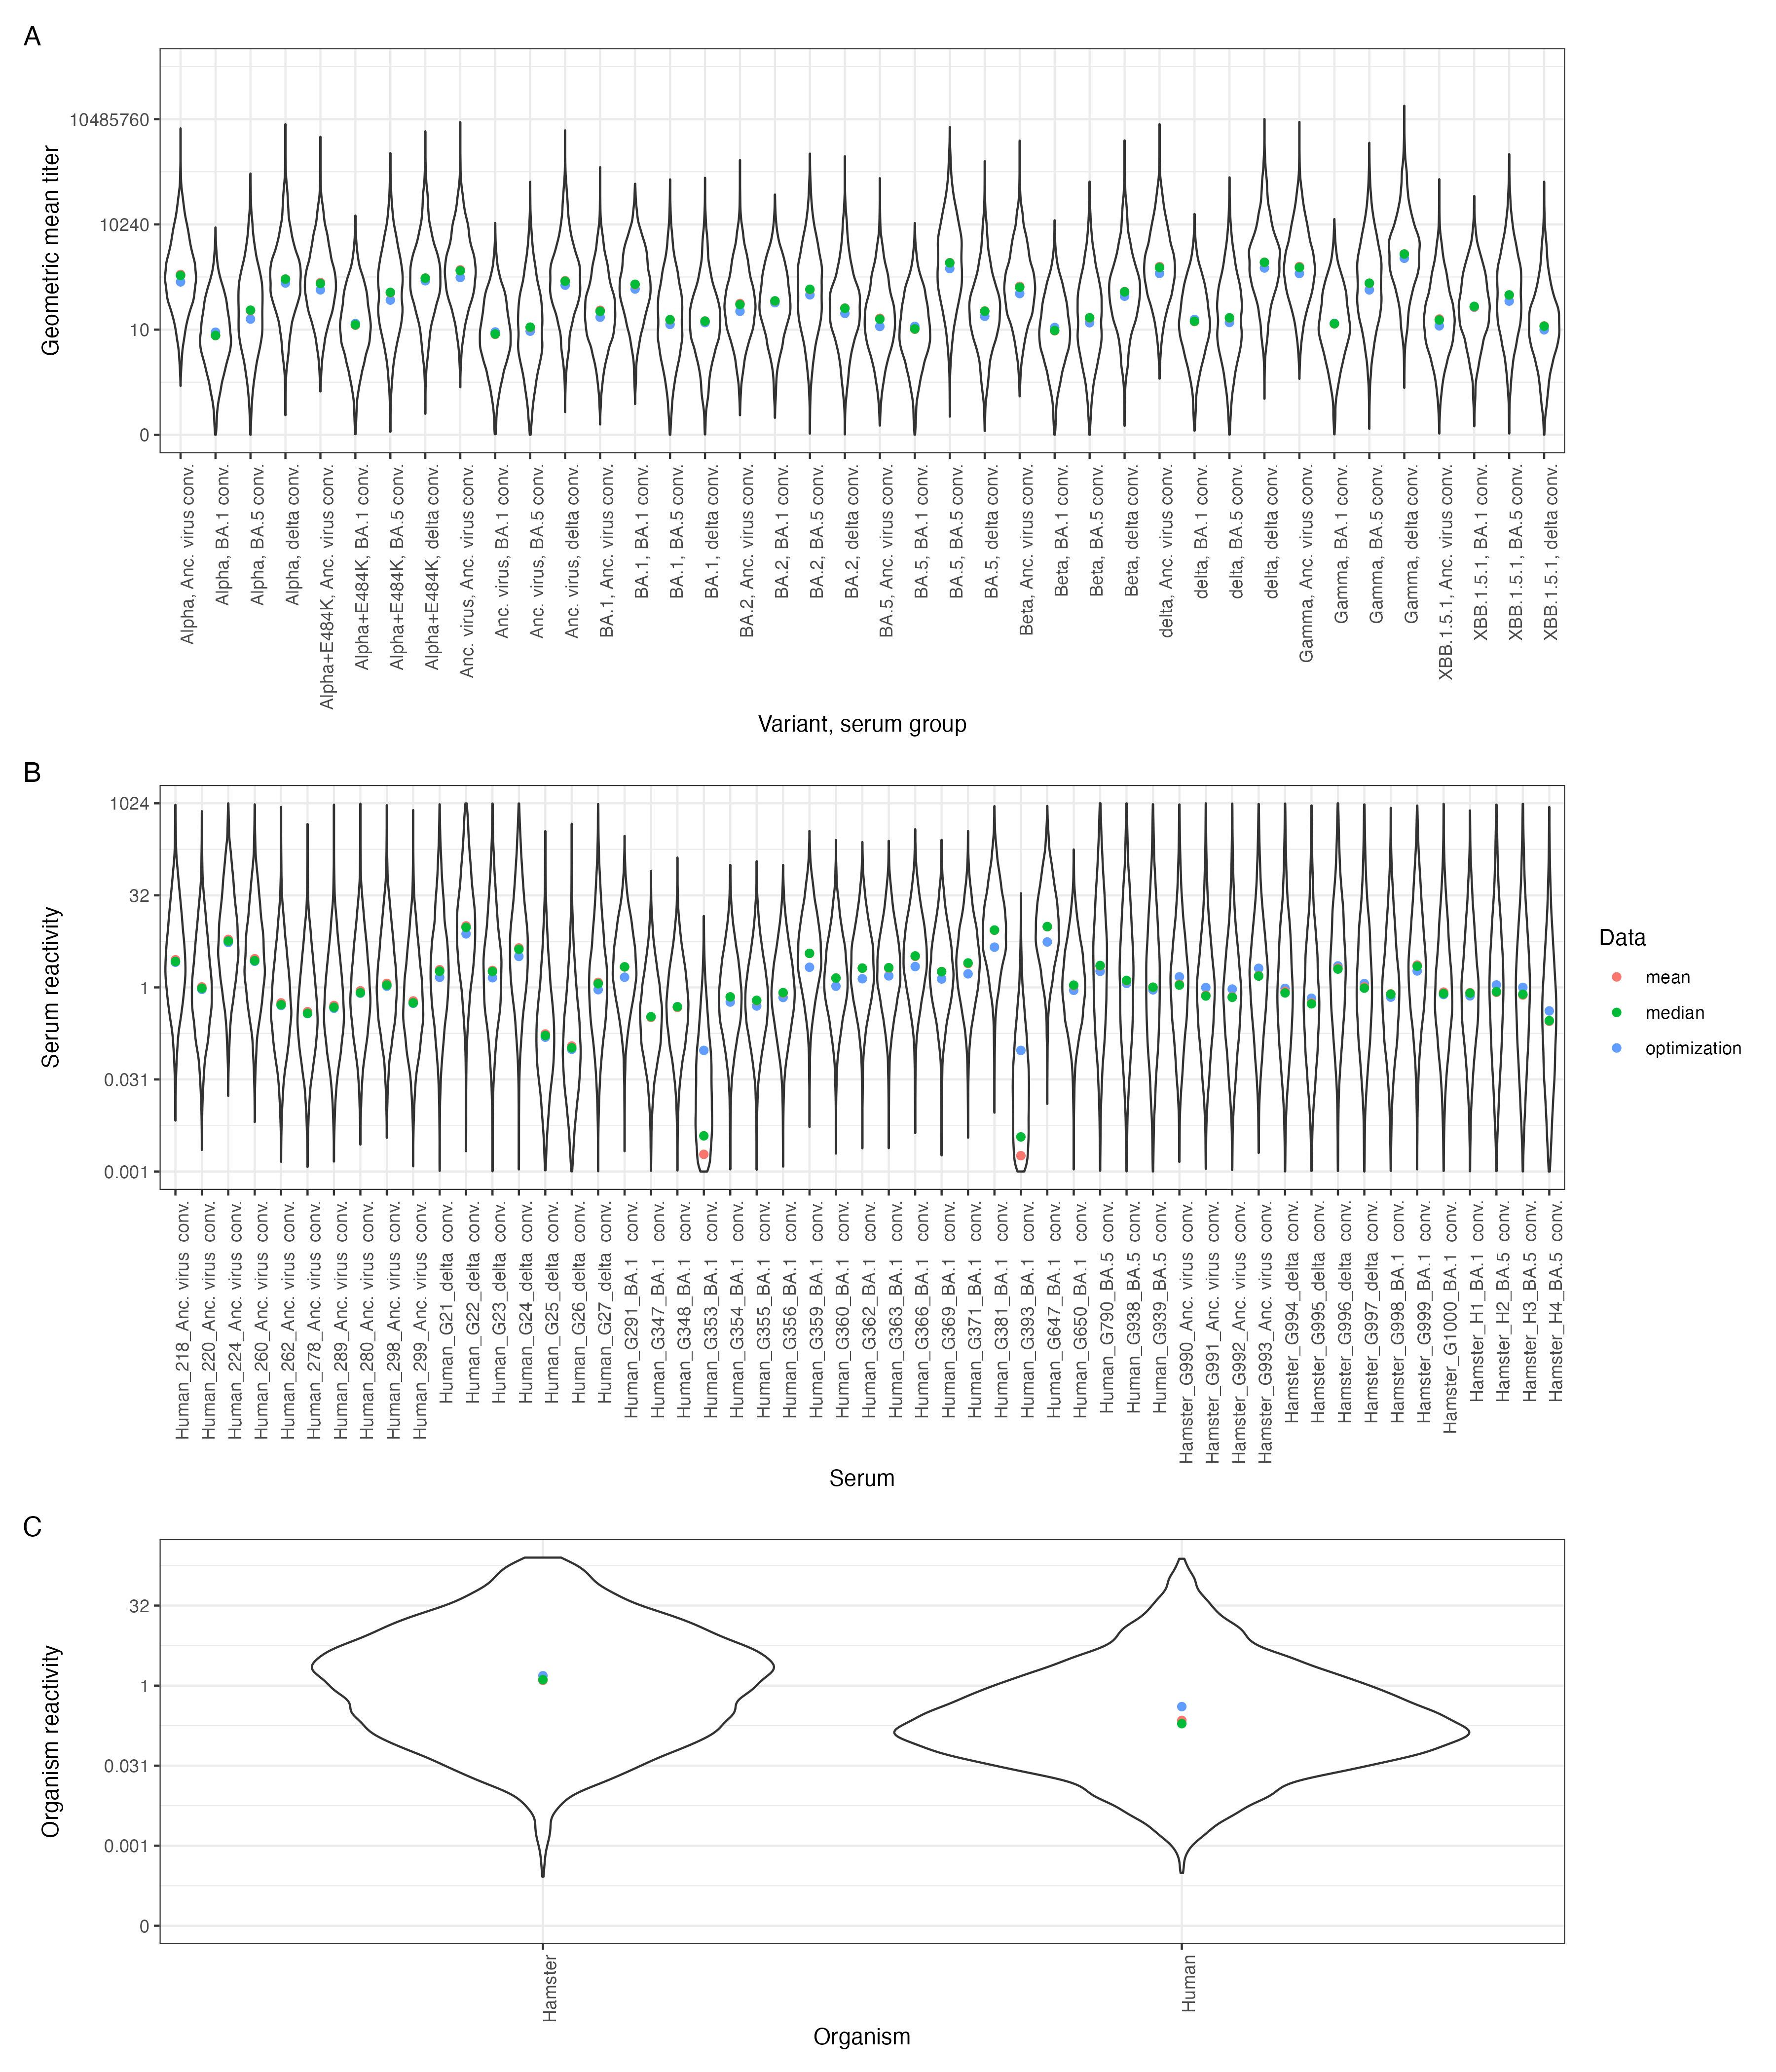 A
Geometric mean titer
10485760
10240
10
0
Alpha, Anc. virus conv.
Alpha, BA.1 conv.
Alpha, BA.5 conv.
Alpha, delta conv.
Alpha+E484K, Anc. virus conv.
Alpha+E484K, BA.1 conv.
Alpha+E484K, BA.5 conv.
Alpha+E484K, delta conv.
Anc. virus, Anc. virus conv.
Anc. virus, BA.1 conv.
Anc. virus, BA.5 conv.
Anc. virus, delta conv.
BA.1, Anc. virus conv.
BA.1, BA.1 conv.
BA.1, BA.5 conv.
BA.1, delta conv.
BA.2, Anc. virus conv.
BA.2, BA.1 conv.
BA.2, BA.5 conv.
BA.2, delta conv.
BA.5, Anc. virus conv.
BA.5, BA.1 conv.
BA.5, BA.5 conv.
BA.5, delta conv.
Beta, Anc. virus conv.
Beta, BA.1 conv.
Beta, BA.5 conv.
Beta, delta conv.
delta, Anc. virus conv.
delta, BA.1 conv.
delta, BA.5 conv.
delta, delta conv.
Gamma, Anc. virus conv.
Gamma, BA.1 conv.
Gamma, BA.5 conv.
Gamma, delta conv.
XBB.1.5.1, Anc. virus conv.
XBB.1.5.1, BA.1 conv.
XBB.1.5.1, BA.5 conv.
XBB.1.5.1, delta conv.
Variant, serum group
B
Serum reactivity
1024
32
1
0.031
0.001
Human_218_Anc. virus conv.
Human_220_Anc. virus conv.
Human_224_Anc. virus conv.
Human_260_Anc. virus conv.
Human_262_Anc. virus conv.
Human_278_Anc. virus conv.
Human_289_Anc. virus conv.
Human_280_Anc. virus conv.
Human_298_Anc. virus conv.
Human_299_Anc. virus conv.
Human_G21_delta conv.
Human_G22_delta conv.
Human_G23_delta conv.
Human_G24_delta conv.
Human_G25_delta conv.
Human_G26_delta conv.
Human_G27_delta conv.
Human_G291_BA.1 conv.
Human_G347_BA.1 conv.
Human_G348_BA.1 conv.
Human_G353_BA.1 conv.
Human_G354_BA.1 conv.
Human_G355_BA.1 conv.
Human_G356_BA.1 conv.
Human_G359_BA.1 conv.
Human_G360_BA.1 conv.
Human_G362_BA.1 conv.
Human_G363_BA.1 conv.
Human_G366_BA.1 conv.
Human_G369_BA.1 conv.
Human_G371_BA.1 conv.
Human_G381_BA.1 conv.
Human_G393_BA.1 conv.
Human_G647_BA.1 conv.
Human_G650_BA.1 conv.
Human_G790_BA.5 conv.
Human_G938_BA.5 conv.
Human_G939_BA.5 conv.
Hamster_G990_Anc. virus conv.
Hamster_G991_Anc. virus conv.
Hamster_G992_Anc. virus conv.
Hamster_G993_Anc. virus conv.
Hamster_G994_delta conv.
Hamster_G995_delta conv.
Hamster_G996_delta conv.
Hamster_G997_delta conv.
Hamster_G998_BA.1 conv.
Hamster_G999_BA.1 conv.
Hamster_G1000_BA.1 conv.
Hamster_H1_BA.1 conv.
Hamster_H2_BA.5 conv.
Hamster_H3_BA.5 conv.
Hamster_H4_BA.5 conv.
Serum
Data
mean
median
optimization
C
Organism reactivity
32
1
0.031
0.001
0
Hamster
Human
Organism